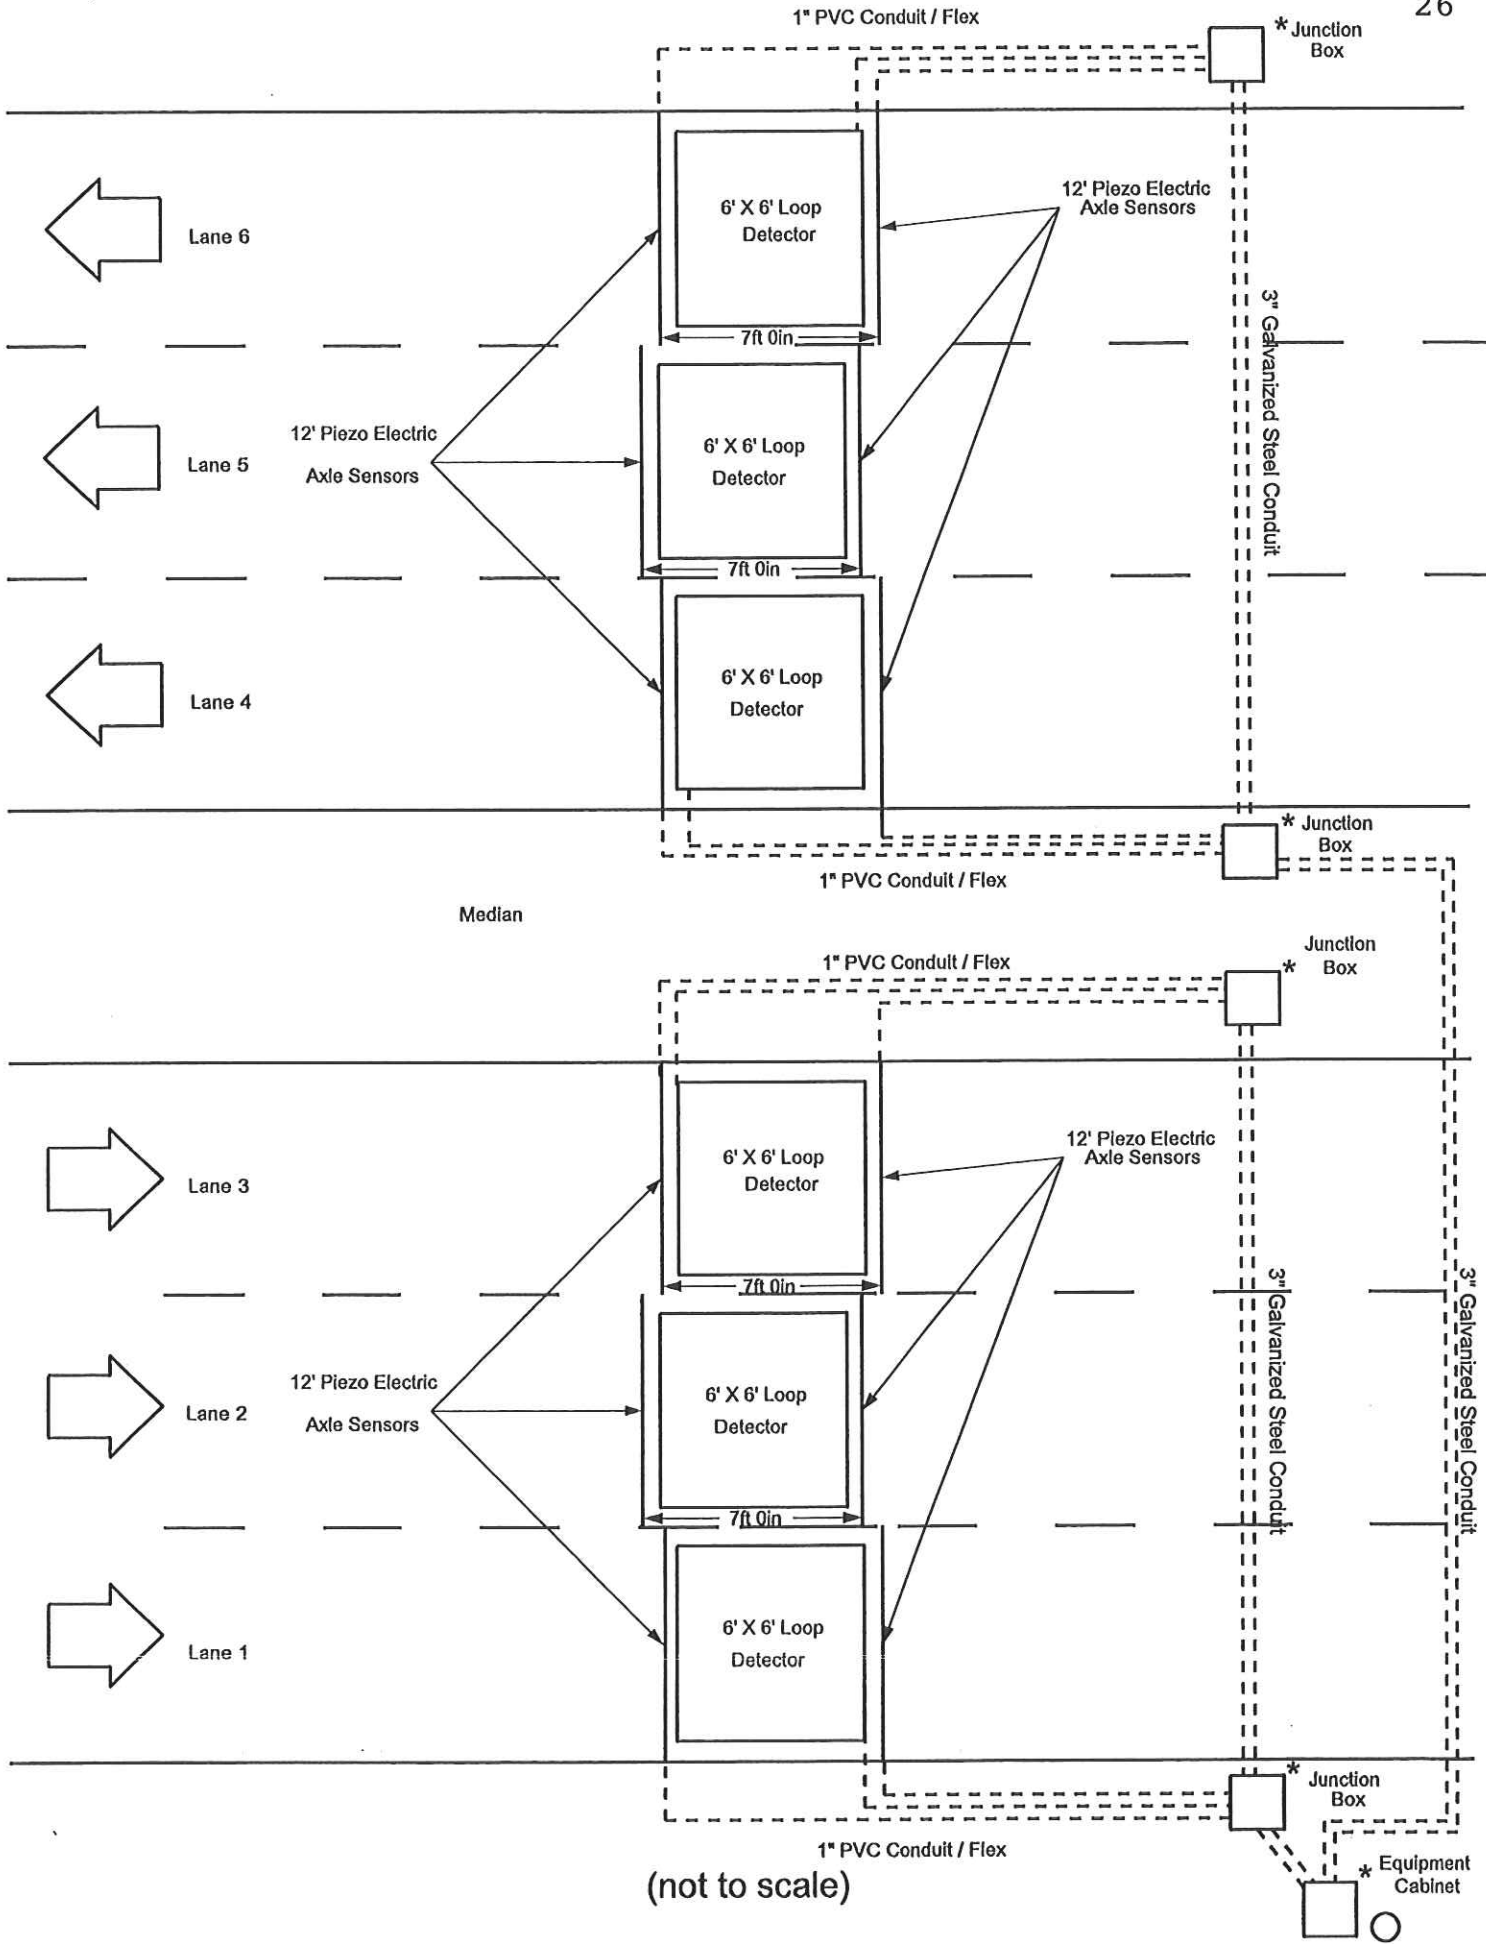 26
1" PVC Conduit / Flex
* Junction
Box
12' Piezo Electric
Axle Sensors
6' X 6' Loop
Detector
Lane 6
7ft 0in
3" Galvanized Steel Conduit
12' Piezo Electric
Axle Sensors
6' X 6' Loop
Detector
Lane 5
7ft 0in
6' X 6' Loop
Detector
Lane 4
* Junction
Box
1" PVC Conduit / Flex
Median
Junction
* Box
1" PVC Conduit / Flex
12' Piezo Electric
Axle Sensors
6' X 6' Loop
Detector
Lane 3
7ft 0in
3" Galvanized Steel Conduit
3" Galvanized Steel Conduit
12' Piezo Electric
Axle Sensors
6' X 6' Loop
Detector
Lane 2
7ft 0in
6' X 6' Loop
Detector
Lane 1
* Junction
Box
1" PVC Conduit / Flex
(not to scale)
* Equipment
Cabinet